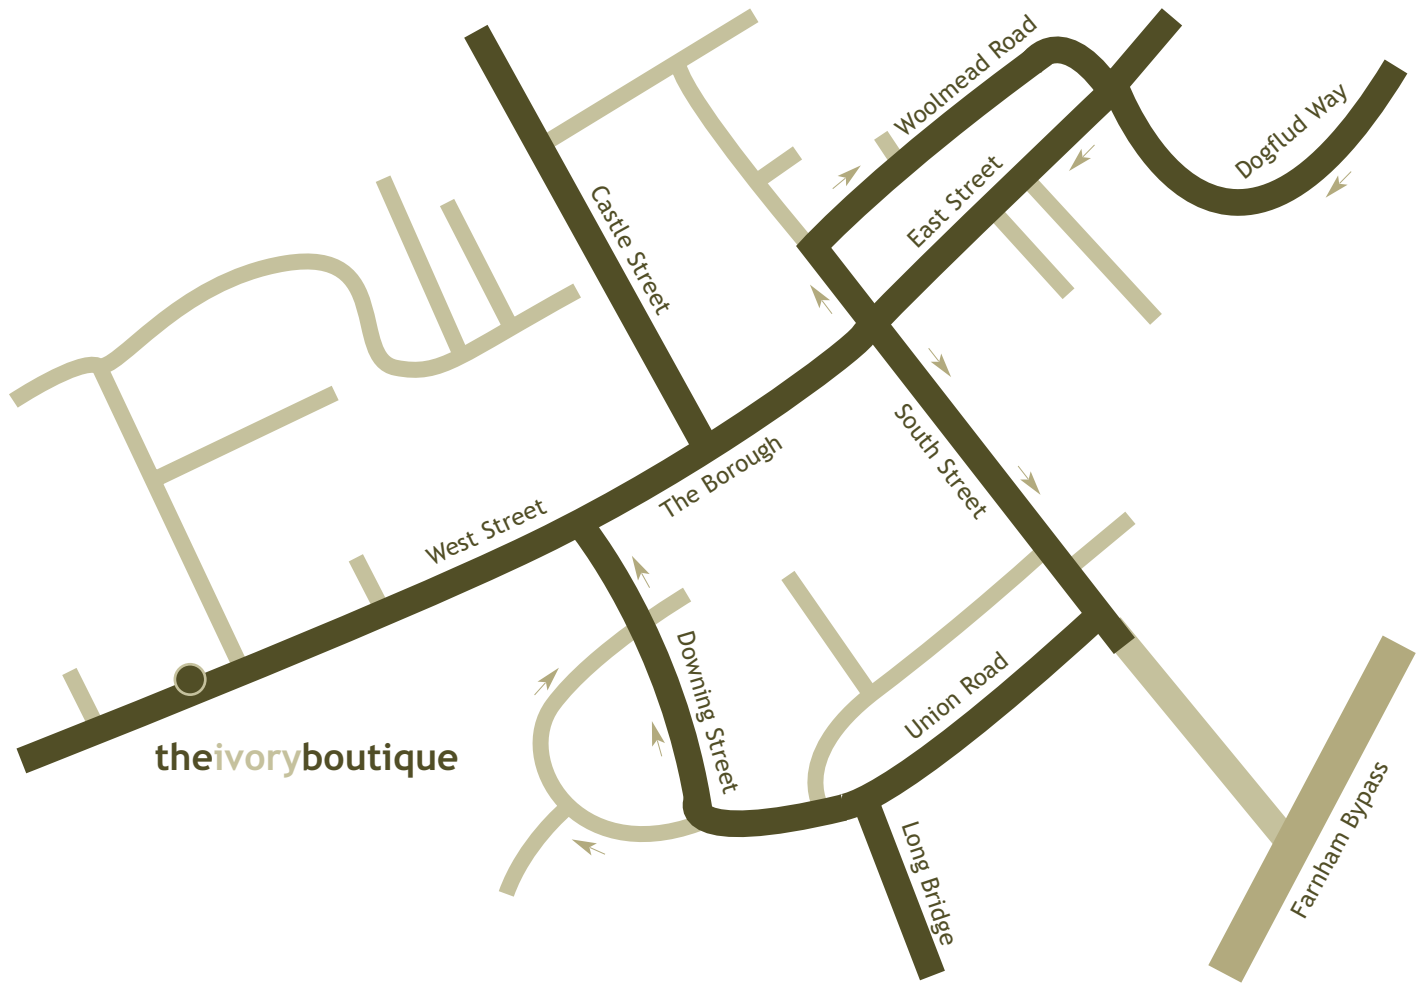 Woolmead Road
Dogflud Way
East Street
Castle Street
The Borough
South Street
West Street
Downing Street
Union Road
theivoryboutique
Long Bridge
Farnham Bypass